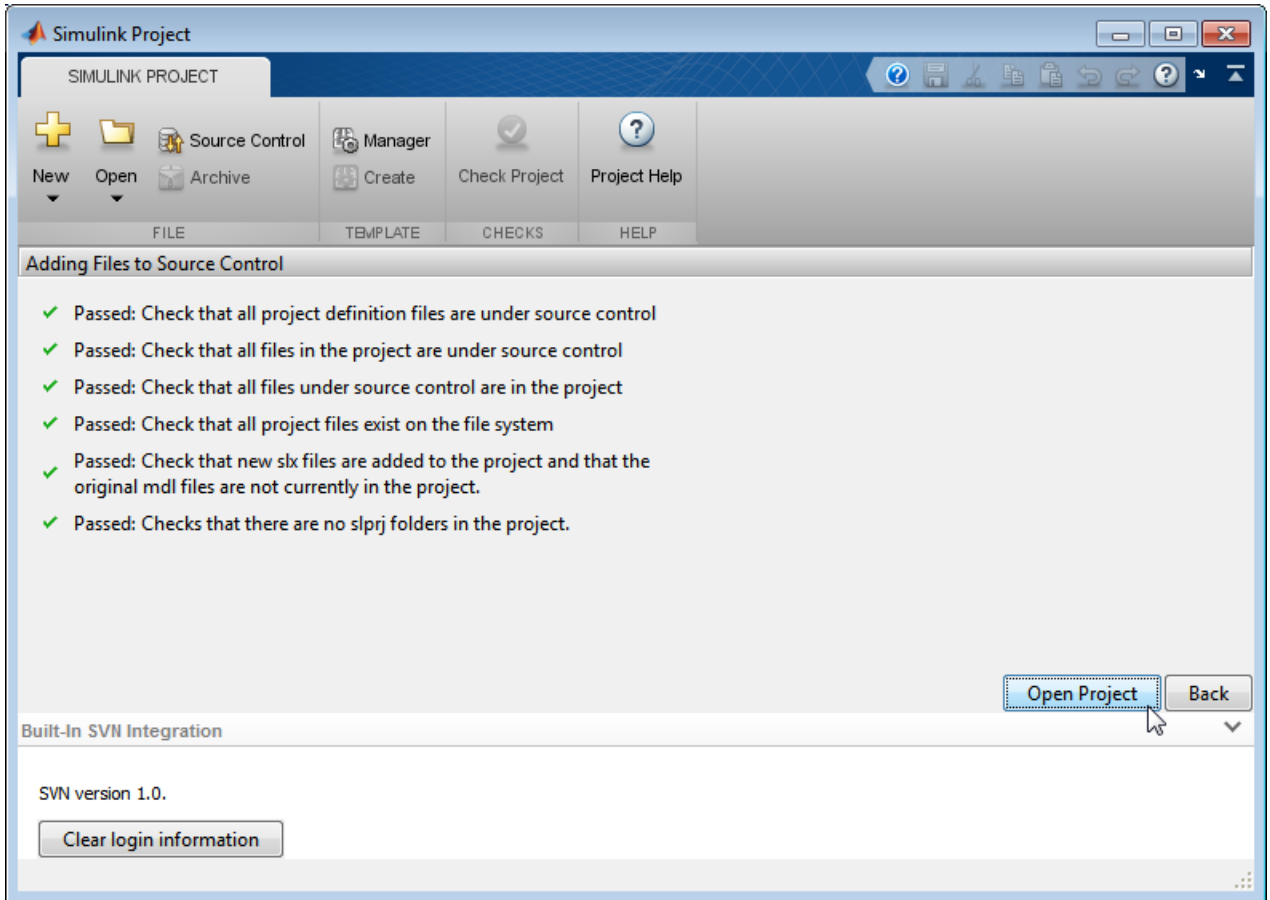 Simulink Project
SIMULINK PROJECT
New
Open
Source Control
Archive
Manager
Create
Check Project
Project Help
FILE
TEMPLATE
CHECKS
HELP
Adding Files to Source Control
Passed: Check that all project definition files are under source control
Passed: Check that all files in the project are under source control
Passed: Check that all files under source control are in the project
Passed: Check that all project files exist on the file system
Passed: Check that new slx files are added to the project and that the
original mdl files are not currently in the project.
Passed: Checks that there are no slprj folders in the project.
Open Project
Back
Built-In SVN Integration
SVN version 1.0.
Clear login information